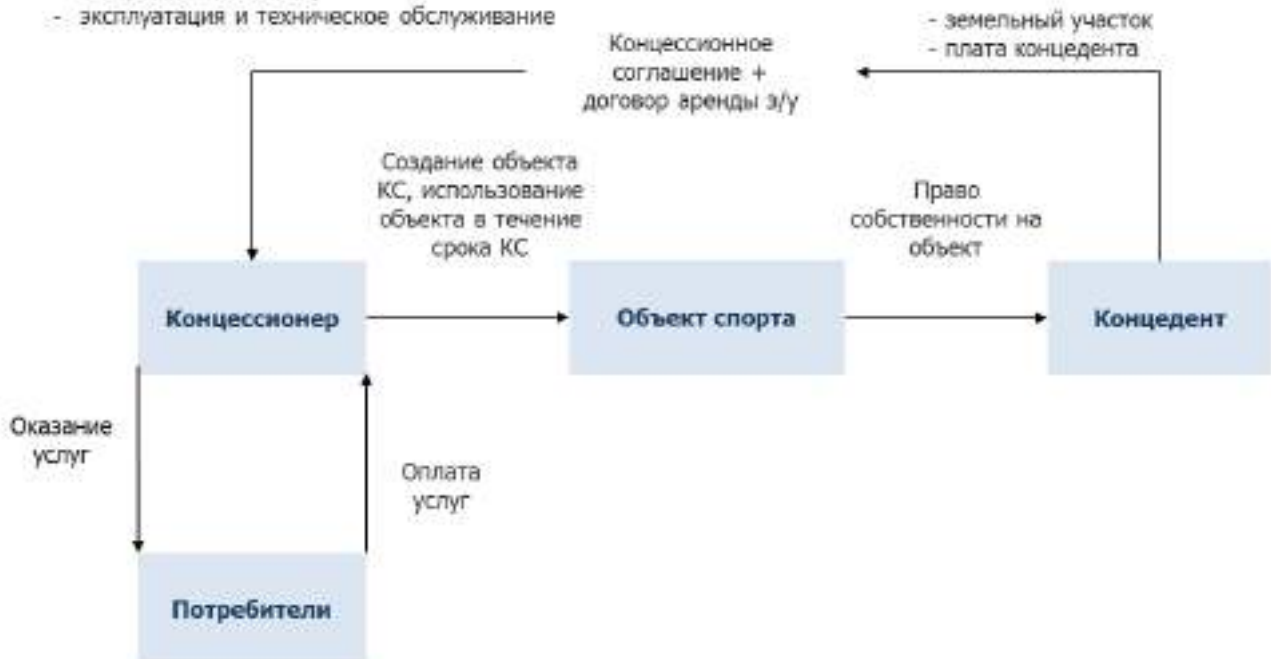 - эксплуатация и техническое обслуживание
- земельный участок
- плата концедента
Концессионное
соглашение +
договор аренды з/у
Создание объекта
КС, использование
объекта в течение
срока КС
Право
собственности на
объект
Концессионер
Объект спорта
Концедент
Оказание
услуг
Оплата
услуг
Потребители